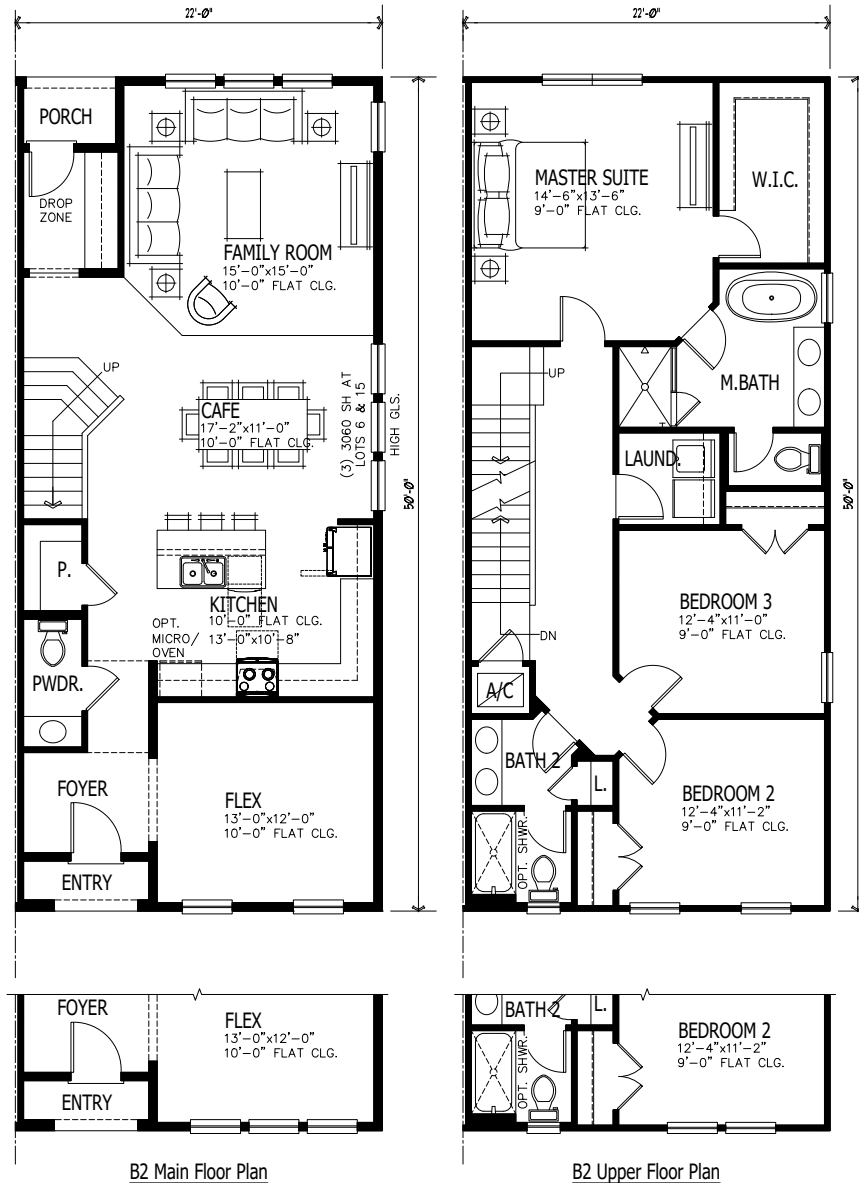 22'-0"
PORCH
DROP
ZONE
FAMILY ROOM
15'-0"x15'-0"
10'-0" FLAT CLG.
UP
CAFE
17'-2"x11'-0"
10'-0" FLAT CLG.
(3) 3060 SH AT
LOTS 6 & 15
HIGH GLS.
50'-0"
P.
KITCHEN
10'-0" FLAT CLG.
13'-0"x10'-8"
OPT.
MICRO/
OVEN
PWDR.
FOYER
FLEX
13'-0"x12'-0"
10'-0" FLAT CLG.
ENTRY
22'-0"
MASTER SUITE
14'-6"x13'-6"
9'-0" FLAT CLG.
W.I.C.
M.BATH
UP
LAUND.
50'-0"
BEDROOM 3
12'-4"x11'-0"
9'-0" FLAT CLG.
DN
A/C
BATH 2
L.
BEDROOM 2
12'-4"x11'-2"
9'-0" FLAT CLG.
OPT. SHWR.
FOYER
FLEX
13'-0"x12'-0"
10'-0" FLAT CLG.
ENTRY
BATH 2
L.
BEDROOM 2
12'-4"x11'-2"
9'-0" FLAT CLG.
OPT. SHWR.
B2 Main Floor Plan
B2 Upper Floor Plan